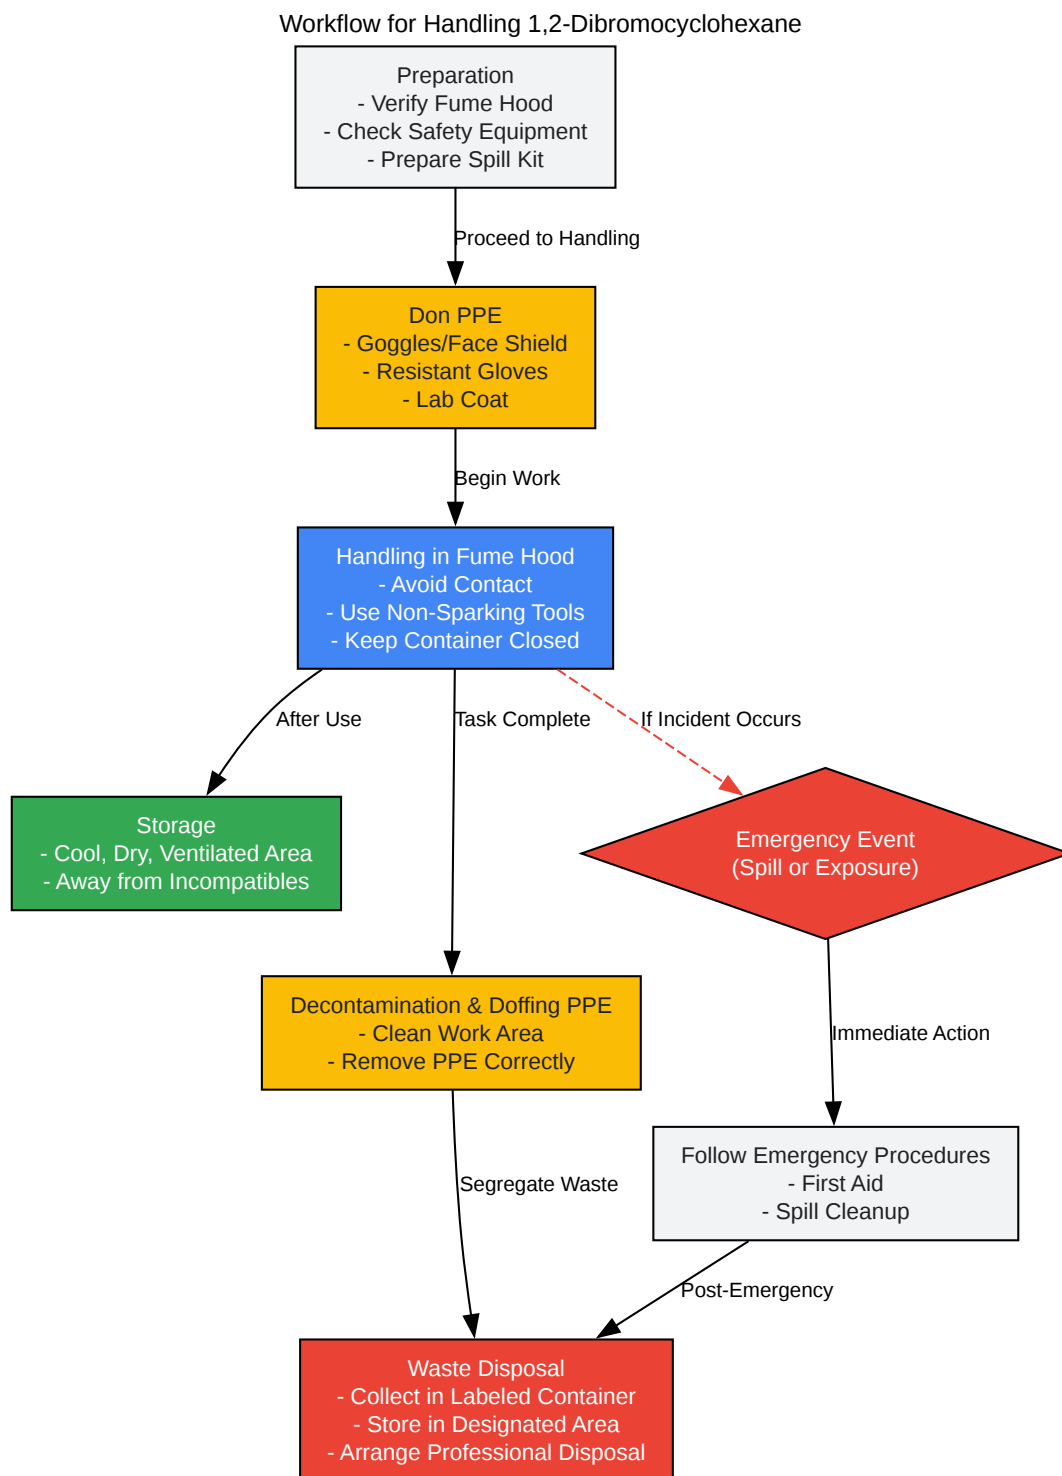 Workflow for Handling 1,2-Dibromocyclohexane
Preparation
- Verify Fume Hood
- Check Safety Equipment
- Prepare Spill Kit
Proceed to Handling
Don PPE
- Goggles/Face Shield
- Resistant Gloves
- Lab Coat
Begin Work
Handling in Fume Hood
- Avoid Contact
- Use Non-Sparking Tools
- Keep Container Closed
After Use
Task Complete
If Incident Occurs
Storage
- Cool, Dry, Ventilated Area
- Away from Incompatibles
Emergency Event
(Spill or Exposure)
Decontamination & Doffing PPE
- Clean Work Area
- Remove PPE Correctly
Immediate Action
Follow Emergency Procedures
- First Aid
- Spill Cleanup
Segregate Waste
Post-Emergency
Waste Disposal
- Collect in Labeled Container
- Store in Designated Area
- Arrange Professional Disposal